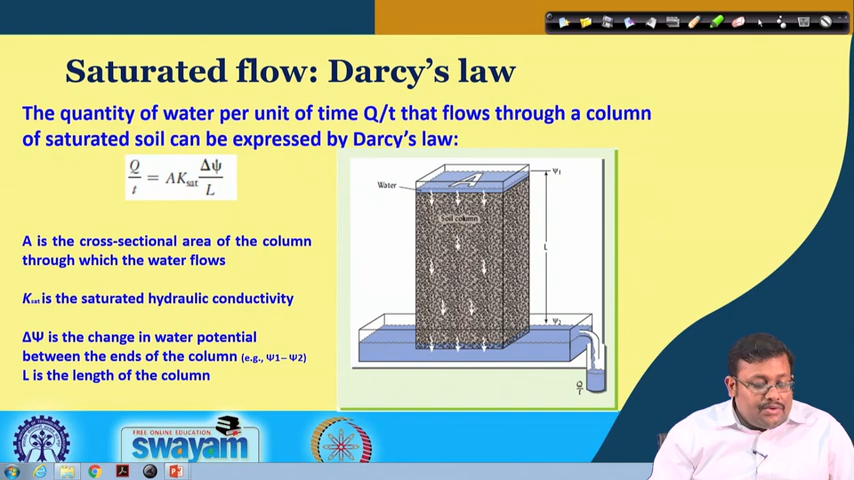 Saturated flow: Darcy's law
The quantity of water per unit of time Q/t that flows through a column
of saturated soil can be expressed by Darcy's law:
Q/t = AKsat Δψ/L
Water
A
Ψ1
Soil column
L
Ψ2
Q/t
A is the cross-sectional area of the column
through which the water flows
Ksat is the saturated hydraulic conductivity
ΔΨ is the change in water potential
between the ends of the column (e.g., Ψ1– Ψ2)
L is the length of the column
FREE ONLINE EDUCATION
swayam